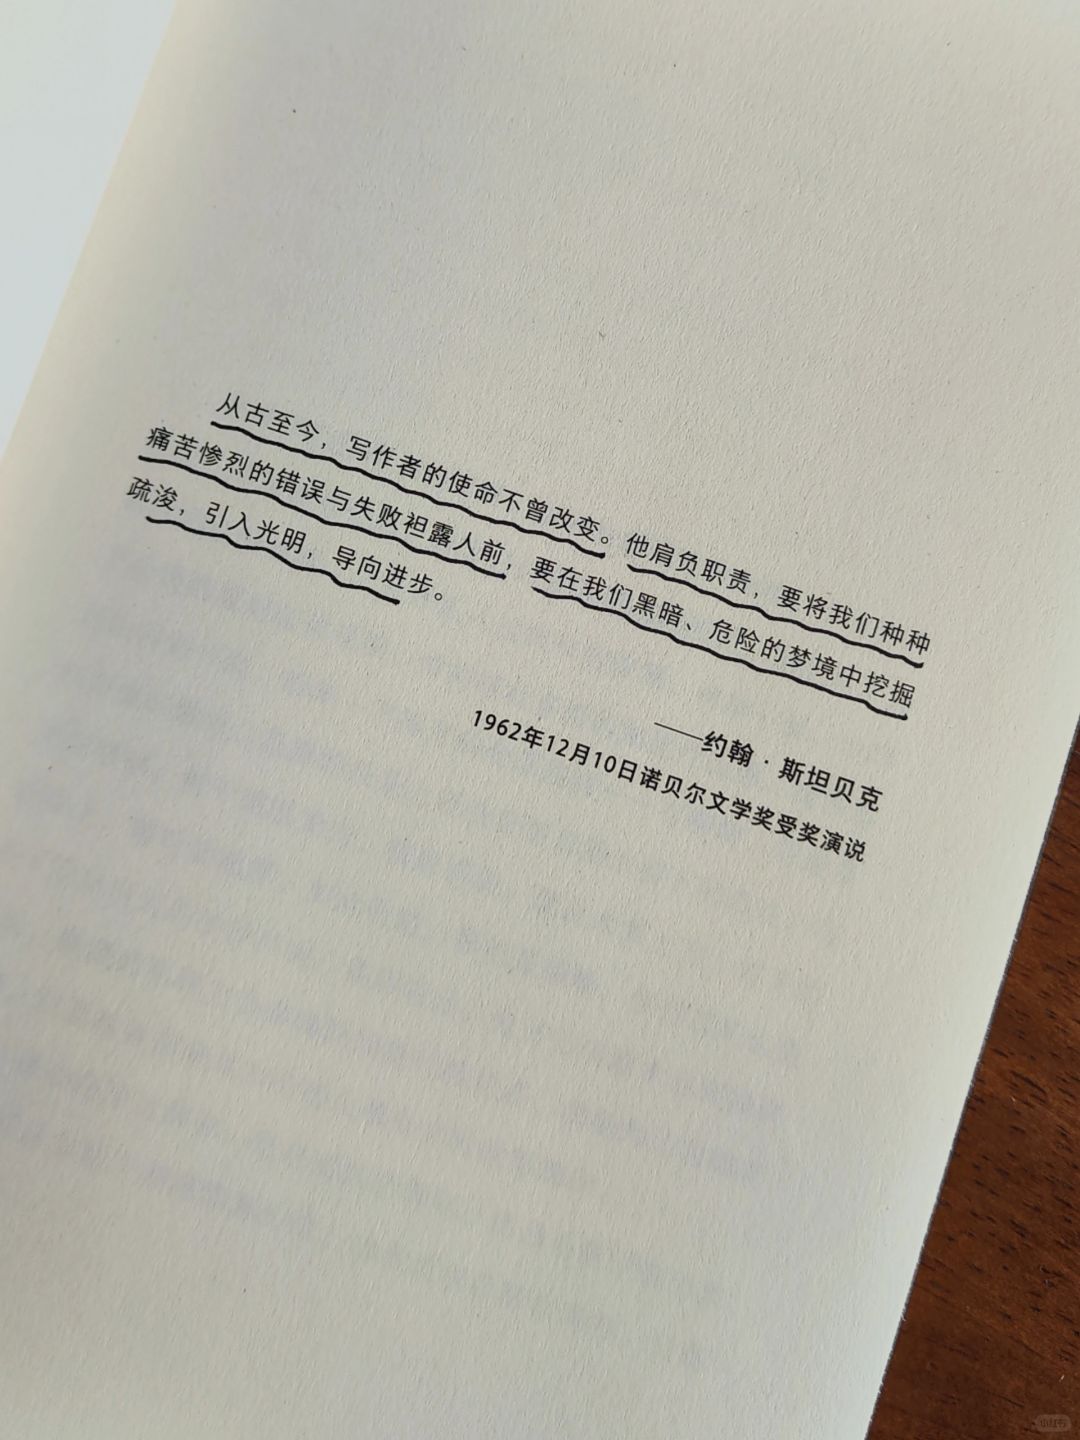 从古至今，写作者的使命不曾改变。他肩负职责，要将我们种种
痛苦惨烈的错误与失败袒露人前，要在我们黑暗、危险的梦境中挖掘
疏浚，引入光明，导向进步。
——约翰·斯坦贝克
1962年12月10日诺贝尔文学奖受奖演说
小红书